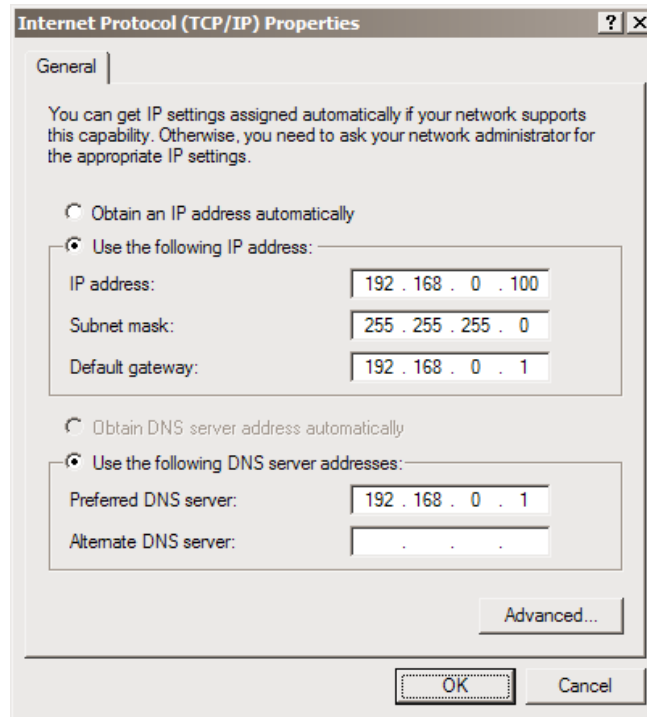 Internet Protocol (TCP/IP) Properties
General
You can get IP settings assigned automatically if your network supports
this capability. Otherwise, you need to ask your network administrator for
the appropriate IP settings.
Obtain an IP address automatically
Use the following IP address:
IP address: 192 . 168 . 0 . 100
Subnet mask: 255 . 255 . 255 . 0
Default gateway: 192 . 168 . 0 . 1
Obtain DNS server address automatically
Use the following DNS server addresses:
Preferred DNS server: 192 . 168 . 0 . 1
Alternate DNS server: . . .
Advanced...
OK Cancel